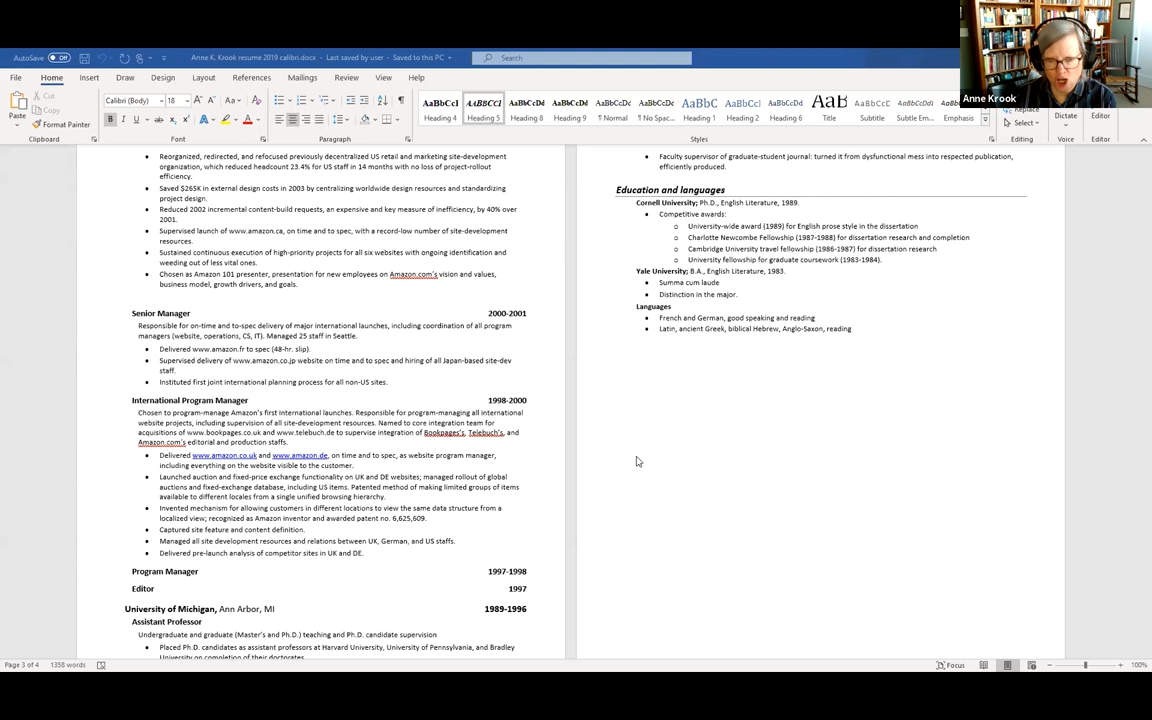 AutoSave Off
Anne K. Krook resume 2019 calibri.docx - Last saved by user - Saved to this PC
Search
File Home Insert Draw Design Layout References Mailings Review View Help
Paste
Cut
Copy
Format Painter
Clipboard
Calibri (Body) 18
Font
Paragraph
AaBbCcI AABBCC1 AaBbCcDd AaBbCcDd AaBbCcDc AaBbCcDc AaBbC AaBbCcD AaBbCcDc AaB AaBbCcD AaBbCcDd AaBbCcDd
Heading 4 Heading 5 Heading 8 Heading 9 ¶ Normal ¶ No Spac... Heading 1 Heading 2 Heading 6 Title Subtitle Subtle Em... Emphasis
Styles
Replace
Select
Editing
Dictate
Voice
Editor
Editor
Anne Krook
• Reorganized, redirected, and refocused previously decentralized US retail and marketing site-development
organization, which reduced headcount 23.4% for US staff in 14 months with no loss of project-rollout
efficiency.
• Saved $265K in external design costs in 2003 by centralizing worldwide design resources and standardizing
project design.
• Reduced 2002 incremental content-build requests, an expensive and key measure of inefficiency, by 40% over
2001.
• Supervised launch of www.amazon.ca, on time and to spec, with a record-low number of site-development
resources.
• Sustained continuous execution of high-priority projects for all six websites with ongoing identification and
weeding out of less vital ones.
• Chosen as Amazon 101 presenter, presentation for new employees on Amazon.com's vision and values,
business model, growth drivers, and goals.
Senior Manager 2000-2001
Responsible for on-time and to-spec delivery of major international launches, including coordination of all program
managers (website, operations, CS, IT). Managed 25 staff in Seattle.
• Delivered www.amazon.fr to spec (48-hr. slip).
• Supervised delivery of www.amazon.co.jp website on time and to spec and hiring of all Japan-based site-dev
staff.
• Instituted first joint international planning process for all non-US sites.
International Program Manager 1998-2000
Chosen to program-manage Amazon's first international launches. Responsible for program-managing all international
website projects, including supervision of all site-development resources. Named to core integration team for
acquisitions of www.bookpages.co.uk and www.telebuch.de to supervise integration of Bookpages's, Telebuch's, and
Amazon.com's editorial and production staffs.
• Delivered www.amazon.co.uk and www.amazon.de, on time and to spec, as website program manager,
including everything on the website visible to the customer.
• Launched auction and fixed-price exchange functionality on UK and DE websites; managed rollout of global
auctions and fixed-exchange database, including US items. Patented method of making limited groups of items
available to different locales from a single unified browsing hierarchy.
• Invented mechanism for allowing customers in different locations to view the same data structure from a
localized view; recognized as Amazon inventor and awarded patent no. 6,625,609.
• Captured site feature and content definition.
• Managed all site development resources and relations between UK, German, and US staffs.
• Delivered pre-launch analysis of competitor sites in UK and DE.
Program Manager 1997-1998
Editor 1997
University of Michigan, Ann Arbor, MI 1989-1996
Assistant Professor
Undergraduate and graduate (Master's and Ph.D.) teaching and Ph.D. candidate supervision
• Placed Ph.D. candidates as assistant professors at Harvard University, University of Pennsylvania, and Bradley
University on completion of their doctorates.
• Faculty supervisor of graduate-student journal: turned it from dysfunctional mess into respected publication,
efficiently produced.
Education and languages
Cornell University; Ph.D., English Literature, 1989.
• Competitive awards:
o University-wide award (1989) for English prose style in the dissertation
o Charlotte Newcombe Fellowship (1987-1988) for dissertation research and completion
o Cambridge University travel fellowship (1986-1987) for dissertation research
o University fellowship for graduate coursework (1983-1984).
Yale University; B.A., English Literature, 1983.
• Summa cum laude
• Distinction in the major.
Languages
• French and German, good speaking and reading
• Latin, ancient Greek, biblical Hebrew, Anglo-Saxon, reading
Page 3 of 4 1358 words
Focus
100%